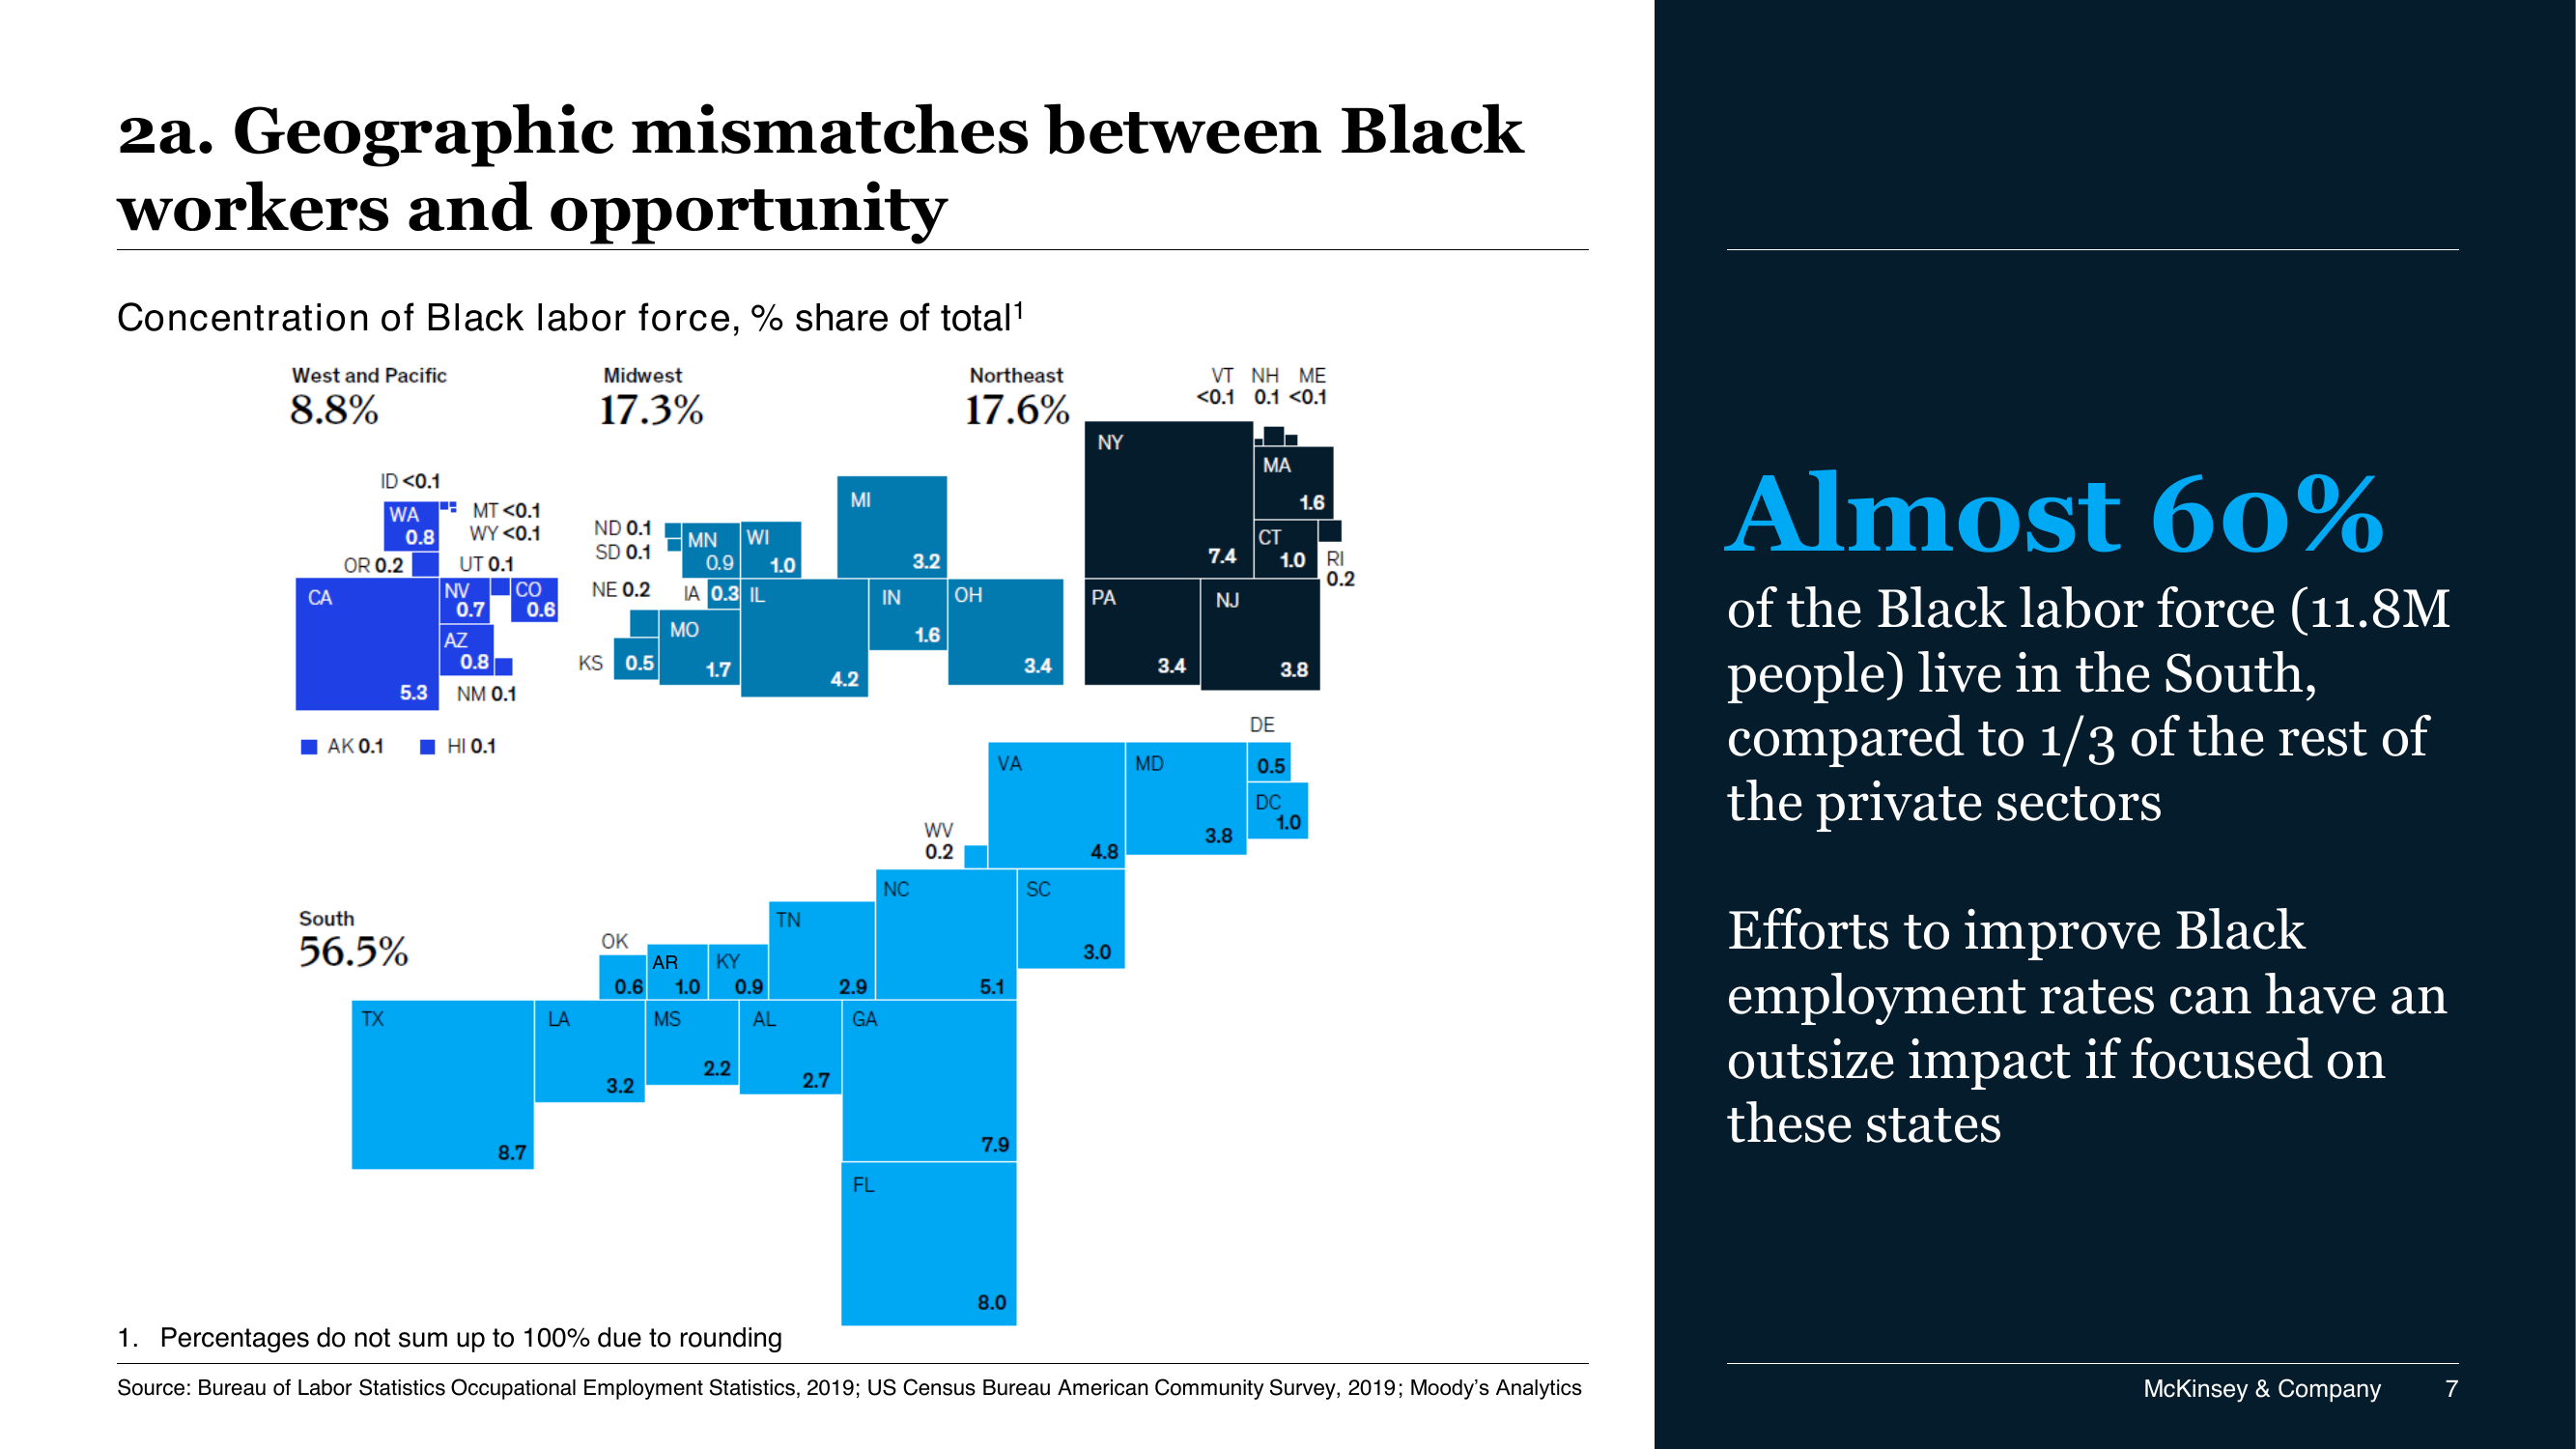 2a. Geographic mismatches between Black
workers and opportunity
Concentration of Black labor force, % share of total¹
West and Pacific
8.8%
ID <0.1
WA
0.8
MT <0.1
WY <0.1
OR 0.2
UT 0.1
CA
5.3
NV
0.7
CO
0.6
AZ
0.8
NM 0.1
AK 0.1
HI 0.1
Midwest
17.3%
ND 0.1
SD 0.1
MN
0.9
WI
1.0
MI
3.2
NE 0.2
IA 0.3
IL
4.2
IN
1.6
OH
3.4
MO
1.7
KS 0.5
Northeast
17.6%
VT NH ME
<0.1 0.1 <0.1
NY
7.4
MA
1.6
CT
1.0
RI
0.2
PA
3.4
NJ
3.8
South
56.5%
DE
0.5
VA
4.8
MD
3.8
DC
1.0
WV
0.2
NC
5.1
SC
3.0
TN
2.9
OK
0.6
AR
1.0
KY
0.9
TX
8.7
LA
3.2
MS
2.2
AL
2.7
GA
7.9
FL
8.0
1. Percentages do not sum up to 100% due to rounding
Source: Bureau of Labor Statistics Occupational Employment Statistics, 2019; US Census Bureau American Community Survey, 2019; Moody's Analytics
Almost 60%
of the Black labor force (11.8M
people) live in the South,
compared to 1/3 of the rest of
the private sectors
Efforts to improve Black
employment rates can have an
outsize impact if focused on
these states
McKinsey & Company 7